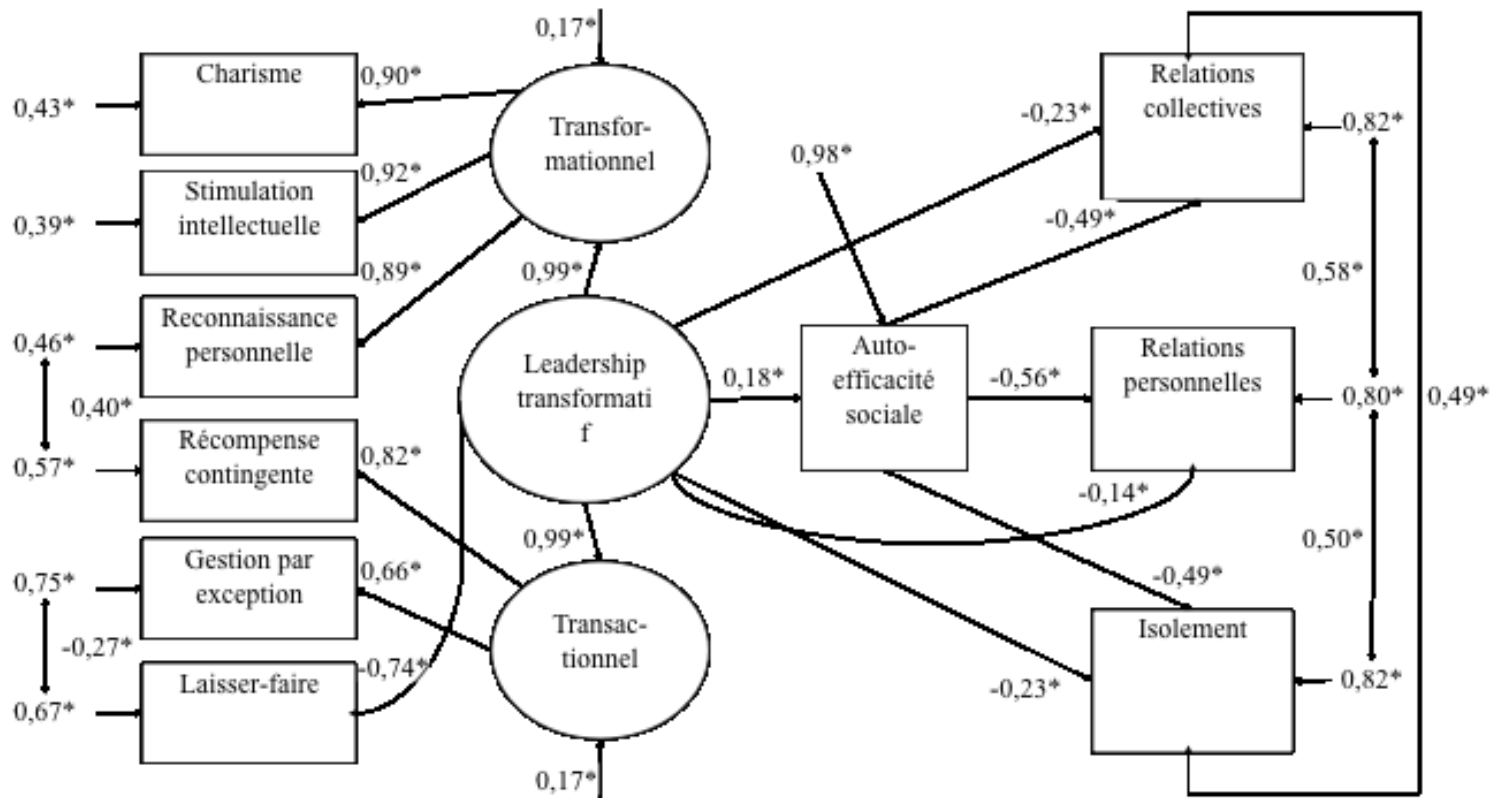 0,17*
Charisme
0,90*
0,43*
Transfor-
mationnel
Relations
collectives
-0,23*
0,82*
0,98*
Stimulation
intellectuelle
0,92*
0,39*
-0,49*
0,89*
0,99*
0,58*
Reconnaissance
personnelle
0,46*
Leadership
transformati
f
0,18*
Auto-
efficacité
sociale
-0,56*
Relations
personnelles
0,80*
0,49*
0,40*
Récompense
contingente
0,82*
0,57*
-0,14*
0,99*
0,50*
Gestion par
exception
0,66*
0,75*
-0,49*
-0,27*
Transac-
tionnel
Isolement
Laisser-faire
-0,74*
0,67*
-0,23*
0,82*
0,17*